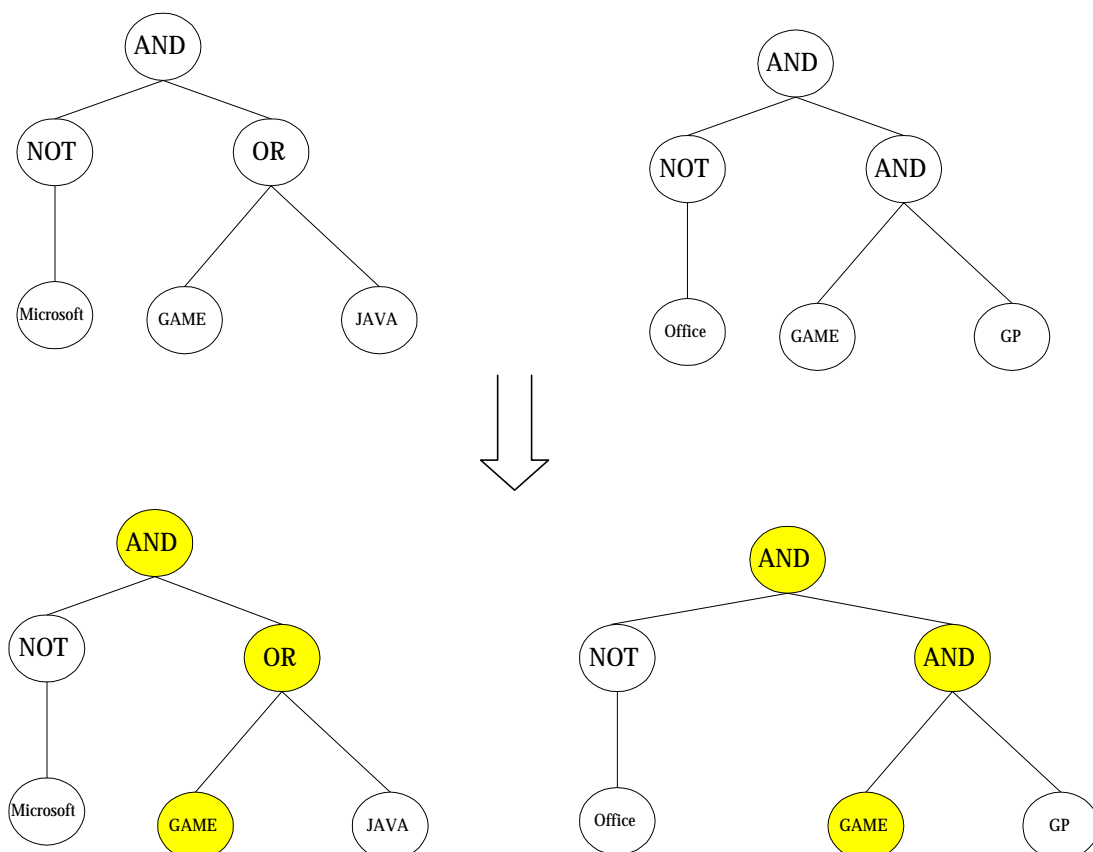 AND
AND
NOT
OR
NOT
AND
Microsoft
GAME
JAVA
Office
GAME
GP
AND
AND
NOT
OR
NOT
AND
Microsoft
GAME
JAVA
Office
GAME
GP